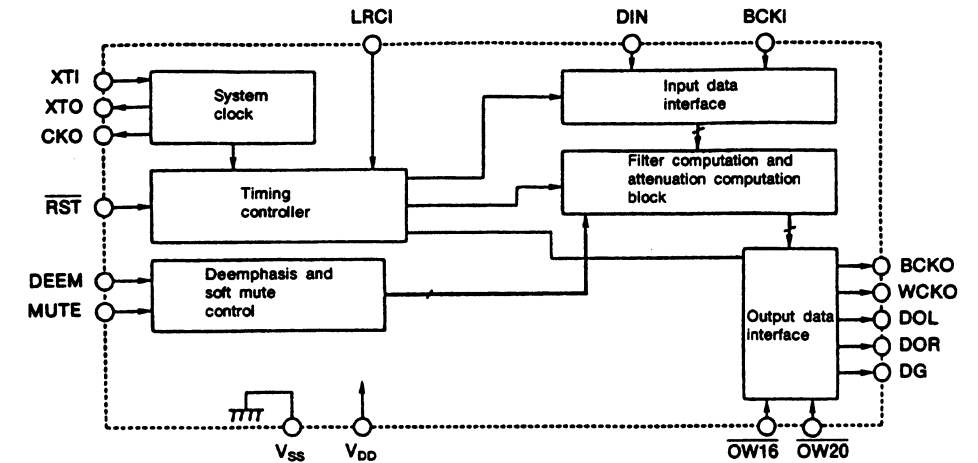 LRCI DIN BCKI
XTI
XTO
CKO
System
clock
Input data
interface
RST
Timing
controller
Filter computation and
attenuation computation
block
DEEM
MUTE
Deemphasis and
soft mute
control
Output data
interface
BCKO
WCKO
DOL
DOR
DG
VSS VDD OW16 OW20